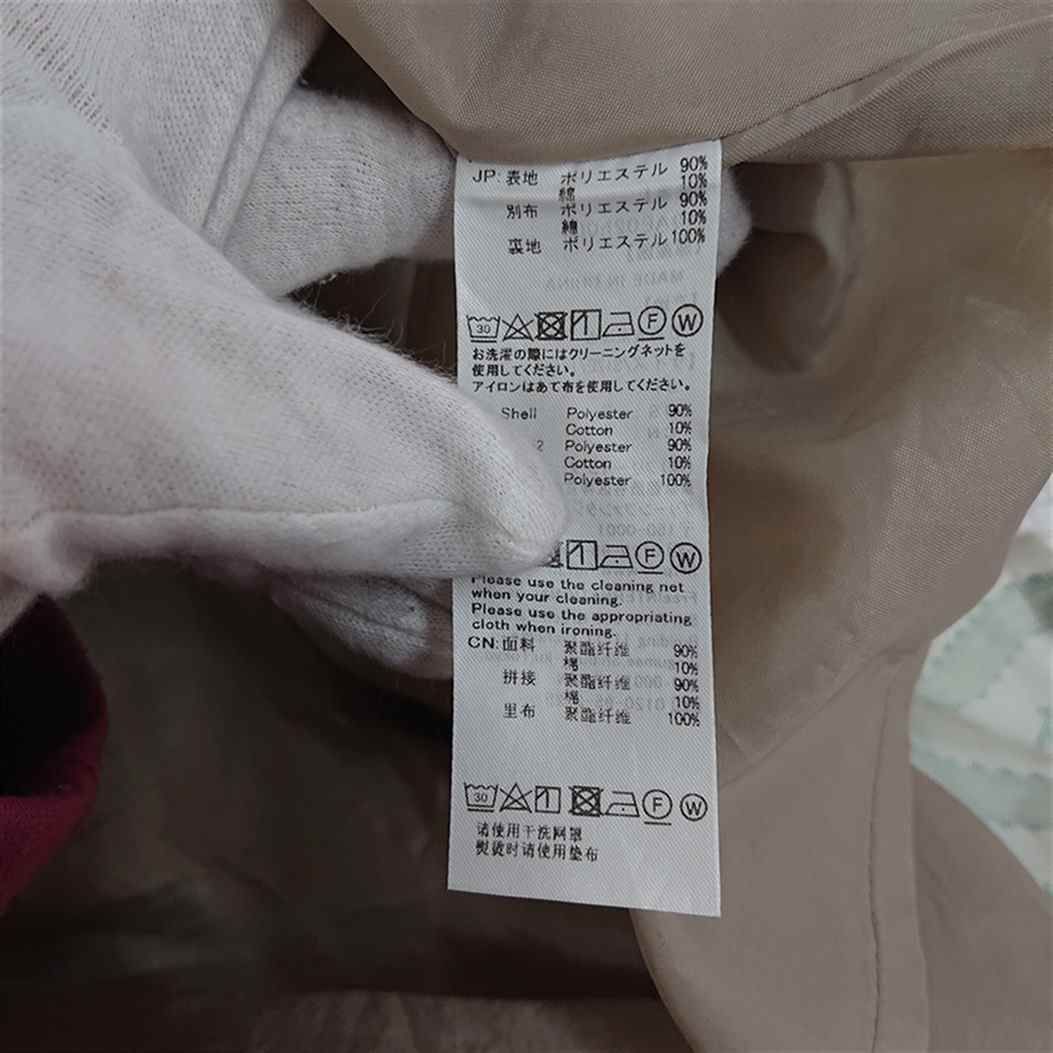 JP: 表地 ポリエステル 90%
綿 10%
別布 ポリエステル 90%
綿 10%
裏地 ポリエステル 100%
30 F W
お洗濯の際にはクリーニングネットを
使用してください。
アイロンはあて布を使用してください。
Shell Polyester 90%
Cotton 10%
2 Polyester 90%
Cotton 10%
Polyester 100%
F W
Please use the cleaning net
when your cleaning.
Please use the appropriating
cloth when ironing.
CN: 面料 聚酯纤维 90%
棉 10%
拼接 聚酯纤维 90%
棉 10%
里布 聚酯纤维 100%
30 F W
请使用干洗网罩
熨烫时请使用垫布